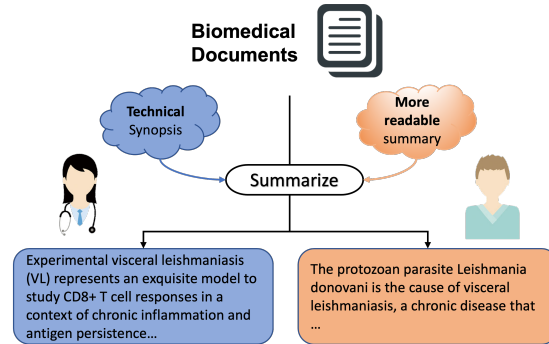 Biomedical
Documents
Technical
Synopsis
More
readable
summary
Summarize
Experimental visceral leishmaniasis
(VL) represents an exquisite model to
study CD8+ T cell responses in a
context of chronic inflammation and
antigen persistence…
The protozoan parasite Leishmania
donovani is the cause of visceral
leishmaniasis, a chronic disease that
…